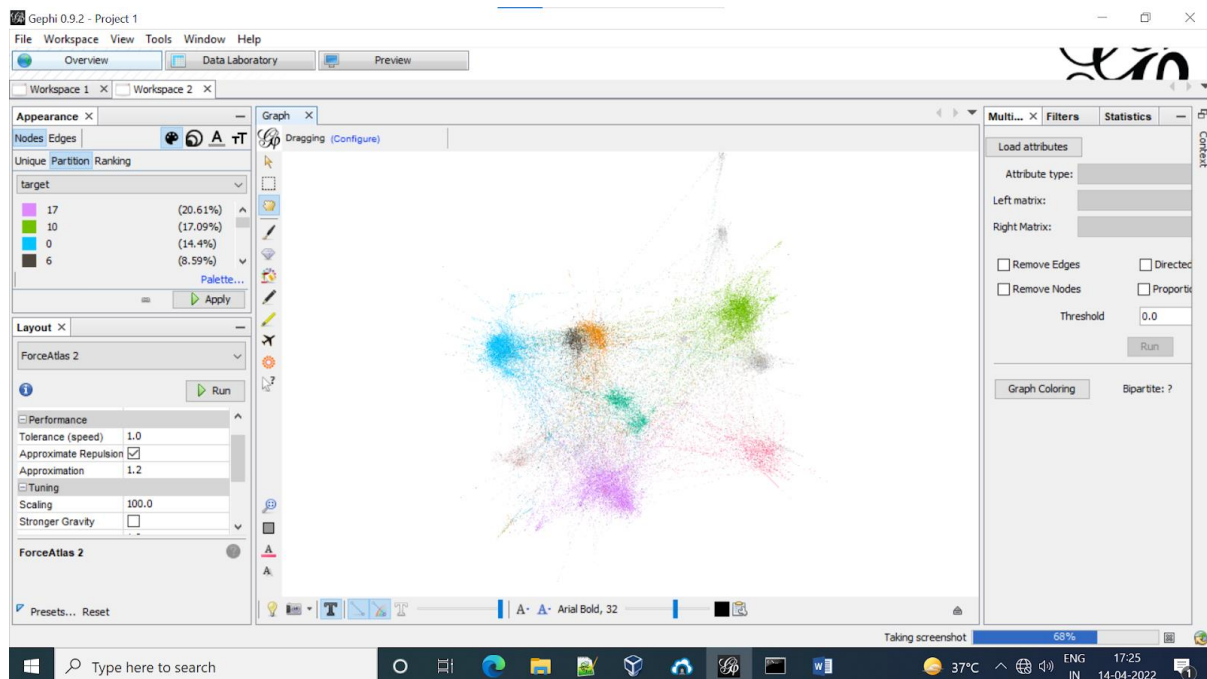 Gephi 0.9.2 - Project 1
File Workspace View Tools Window Help
Overview Data Laboratory Preview
Workspace 1 Workspace 2
Appearance
Nodes Edges
Unique Partition Ranking
target
17 (20.61%)
10 (17.09%)
0 (14.4%)
6 (8.59%)
Palette...
Apply
Layout
ForceAtlas 2
Run
Performance
Tolerance (speed) 1.0
Approximate Repulsion
Approximation 1.2
Tuning
Scaling 100.0
Stronger Gravity
ForceAtlas 2
Presets... Reset
Graph
Dragging (Configure)
A- A- Arial Bold, 32
Multi... Filters Statistics
Context
Load attributes
Attribute type:
Left matrix:
Right Matrix:
Remove Edges Directed
Remove Nodes
Threshold 0.0
Run
Graph Coloring Bipartite: ?
Taking screenshot 68%
Type here to search
37°C ENG 17:25
IN 14-04-2022